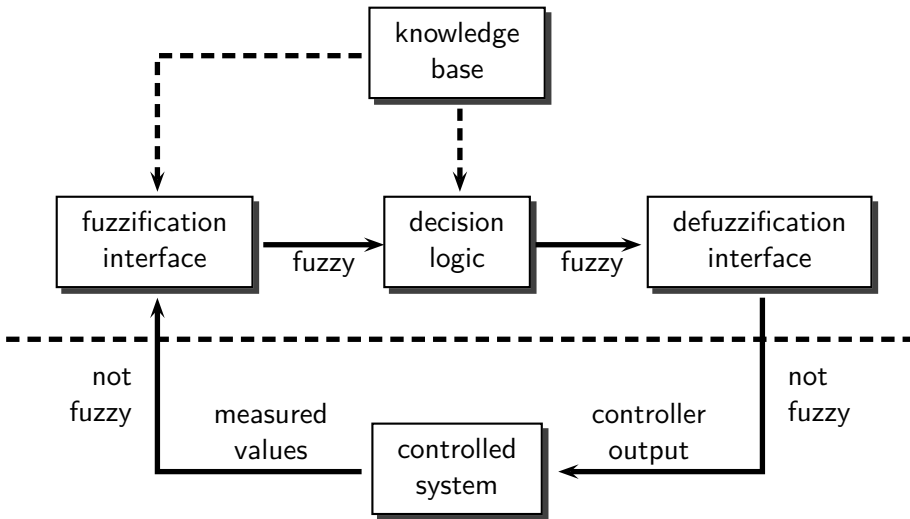 knowledge
base
fuzzification
interface
decision
logic
defuzzification
interface
fuzzy
fuzzy
not
fuzzy
measured
values
controlled
system
controller
output
not
fuzzy